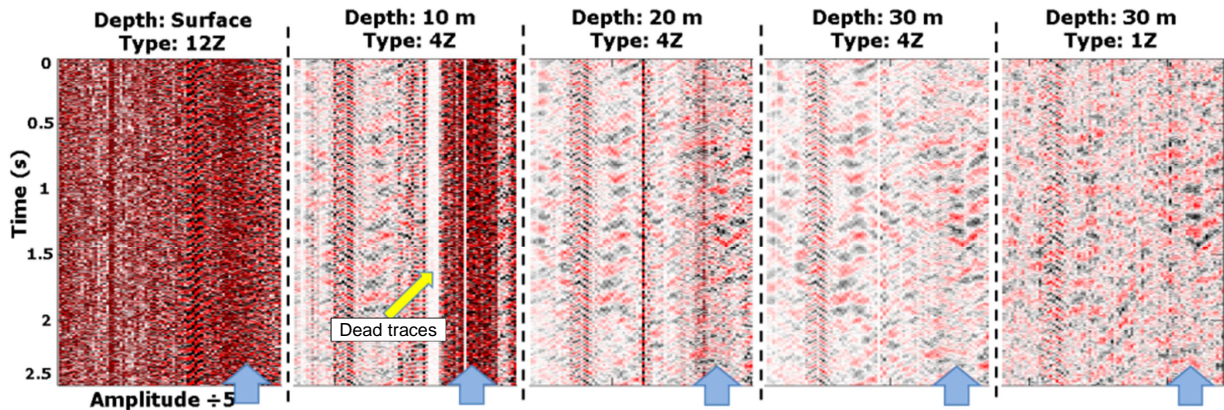 Depth: Surface
Type: 12Z
Depth: 10 m
Type: 4Z
Depth: 20 m
Type: 4Z
Depth: 30 m
Type: 4Z
Depth: 30 m
Type: 1Z
Time (s)
0
0.5
1
1.5
2
2.5
Dead traces
Amplitude ÷5